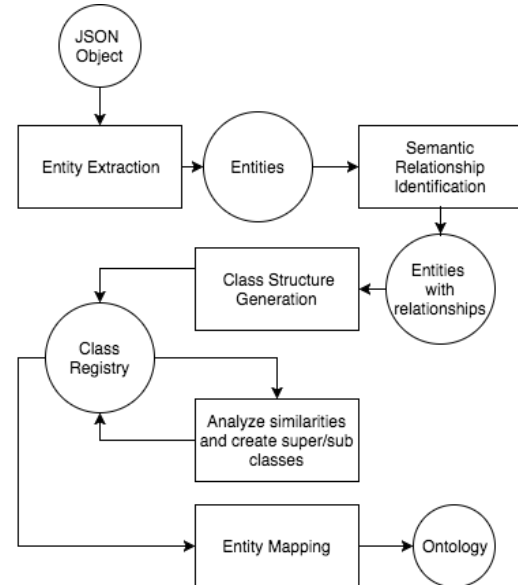 JSON
Object
Entity Extraction
Entities
Semantic
Relationship
Identification
Class Structure
Generation
Entities
with
relationships
Class
Registry
Analyze similarities
and create super/sub
classes
Entity Mapping
Ontology